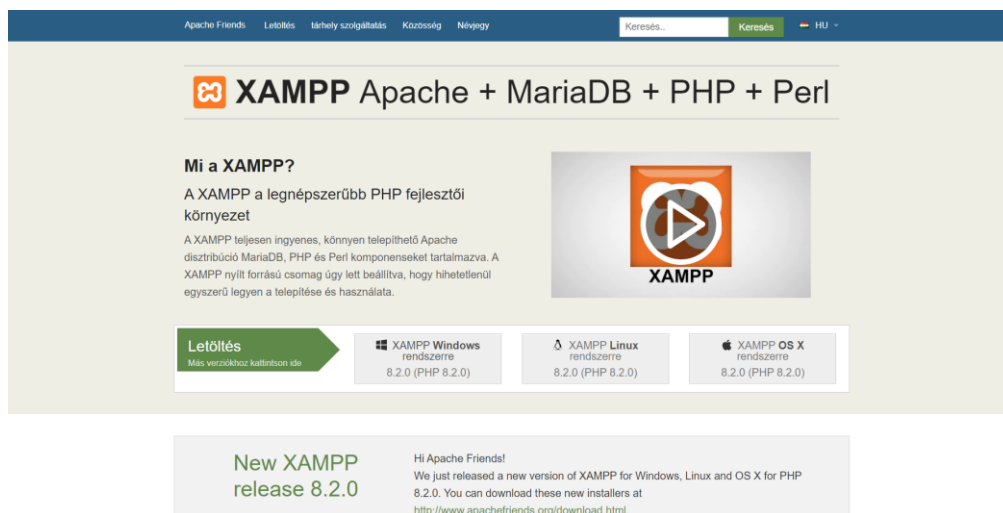 Apache Friends Letöltés tárhely szolgáltatás Közösség Névjegy Keresés.. Keresés HU
XAMPP Apache + MariaDB + PHP + Perl
Mi a XAMPP?
A XAMPP a legnépszerűbb PHP fejlesztői
környezet
A XAMPP teljesen ingyenes, könnyen telepíthető Apache
disztribúció MariaDB, PHP és Perl komponenseket tartalmazva. A
XAMPP nyílt forrású csomag úgy lett beállítva, hogy hihetetlenül
egyszerű legyen a telepítése és használata.
XAMPP
Letöltés
Más verziókhoz kattintson ide
XAMPP Windows
rendszerre
8.2.0 (PHP 8.2.0)
XAMPP Linux
rendszerre
8.2.0 (PHP 8.2.0)
XAMPP OS X
rendszerre
8.2.0 (PHP 8.2.0)
New XAMPP
release 8.2.0
Hi Apache Friends!
We just released a new version of XAMPP for Windows, Linux and OS X for PHP
8.2.0. You can download these new installers at
http://www.apachefriends.org/download.html